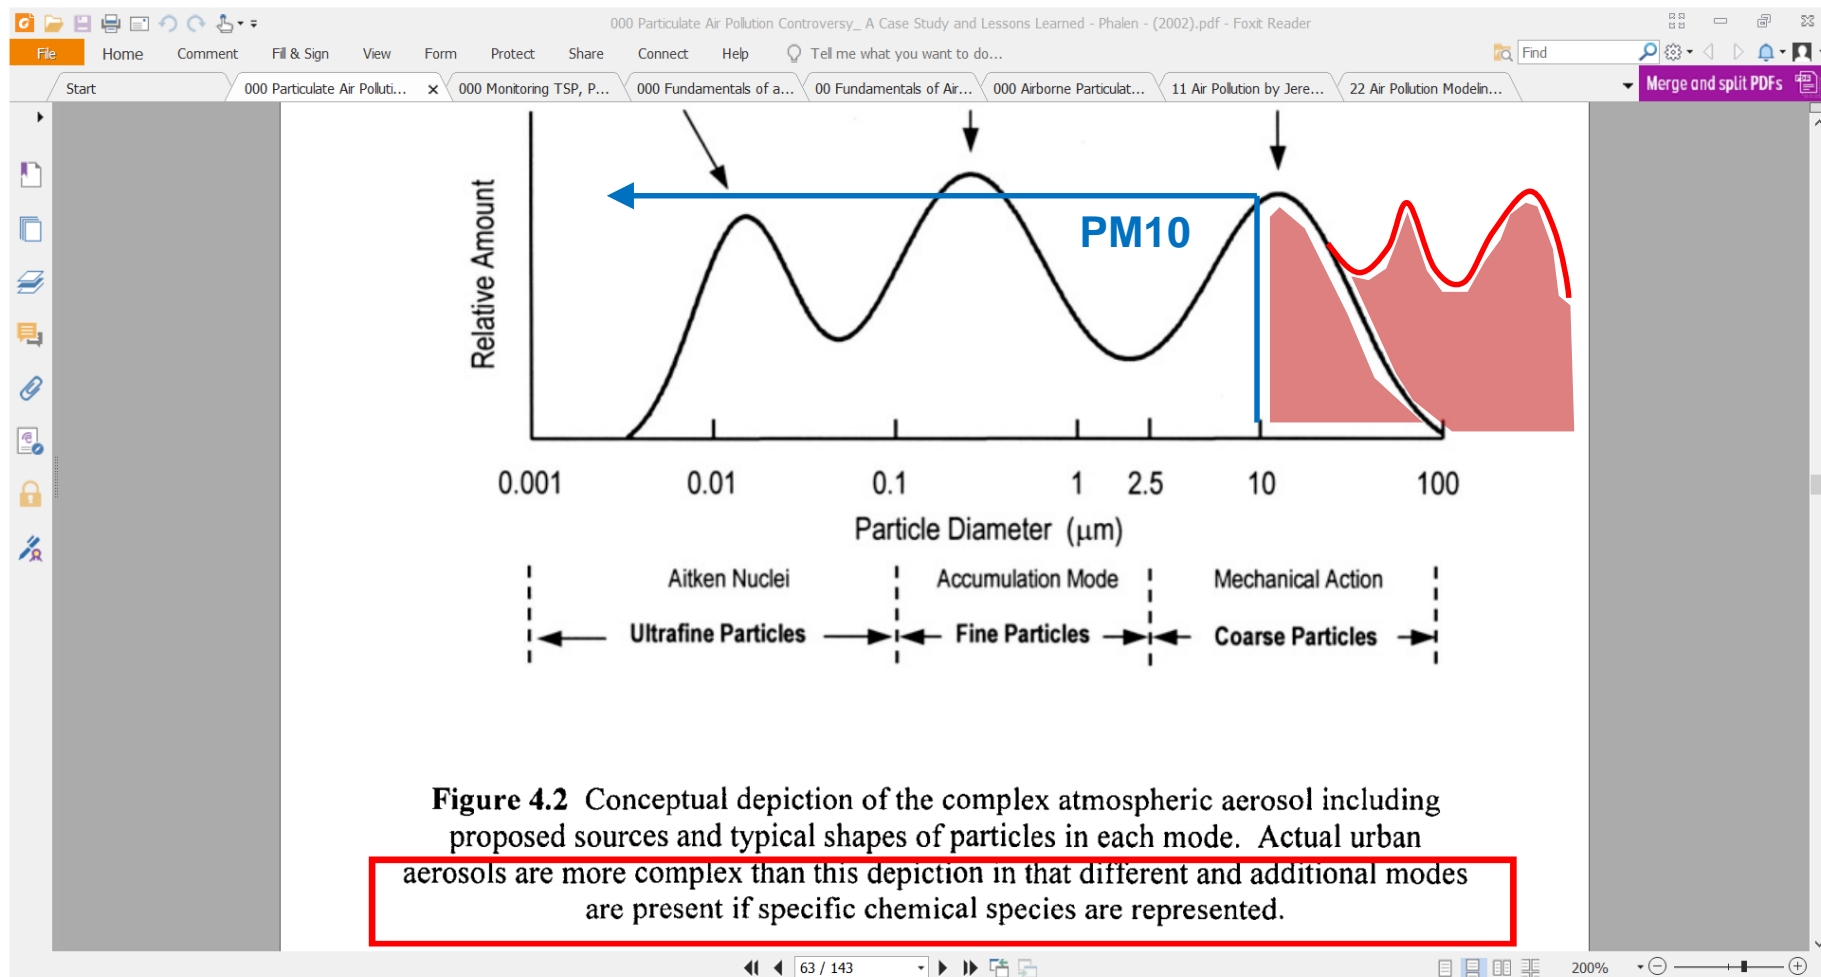 000 Particulate Air Pollution Controversy_ A Case Study and Lessons Learned - Phalen - (2002).pdf - Foxit Reader
File Home Comment Fill & Sign View Form Protect Share Connect Help Tell me what you want to do... Find
Start 000 Particulate Air Polluti... 000 Monitoring TSP, P... 000 Fundamentals of a... 00 Fundamentals of Air... 000 Airborne Particulat... 11 Air Pollution by Jere... 22 Air Pollution Modelin... Merge and split PDFs
Relative Amount
PM10
0.001 0.01 0.1 1 2.5 10 100
Particle Diameter (μm)
Aitken Nuclei Accumulation Mode Mechanical Action
Ultrafine Particles Fine Particles Coarse Particles
Figure 4.2 Conceptual depiction of the complex atmospheric aerosol including
proposed sources and typical shapes of particles in each mode. Actual urban
aerosols are more complex than this depiction in that different and additional modes
are present if specific chemical species are represented.
63 / 143 200%